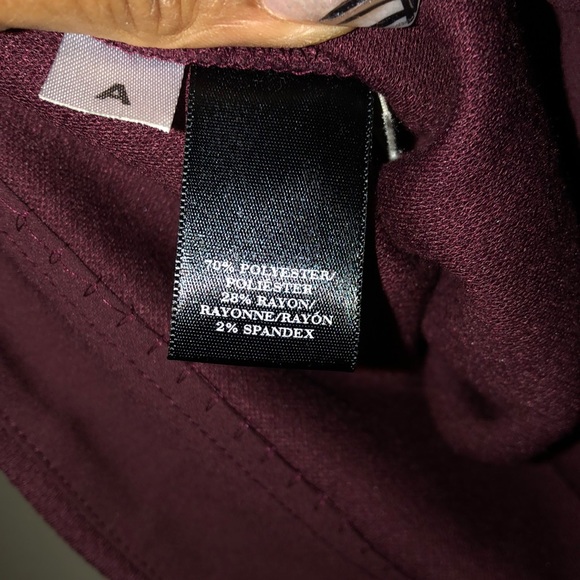 A
70% POLYESTER/
POLIESTER
28% RAYON/
RAYONNE/RAYÓN
2% SPANDEX